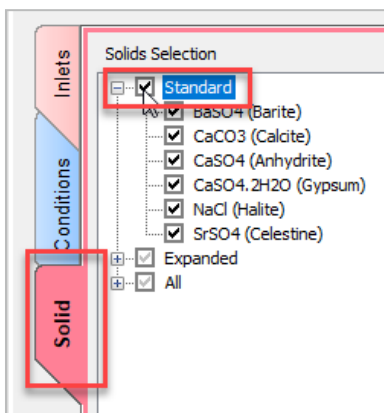 Inlets
Conditions
Solid
Solids Selection
Standard
BaSO4 (Barite)
CaCO3 (Calcite)
CaSO4 (Anhydrite)
CaSO4.2H2O (Gypsum)
NaCl (Halite)
SrSO4 (Celestine)
Expanded
All